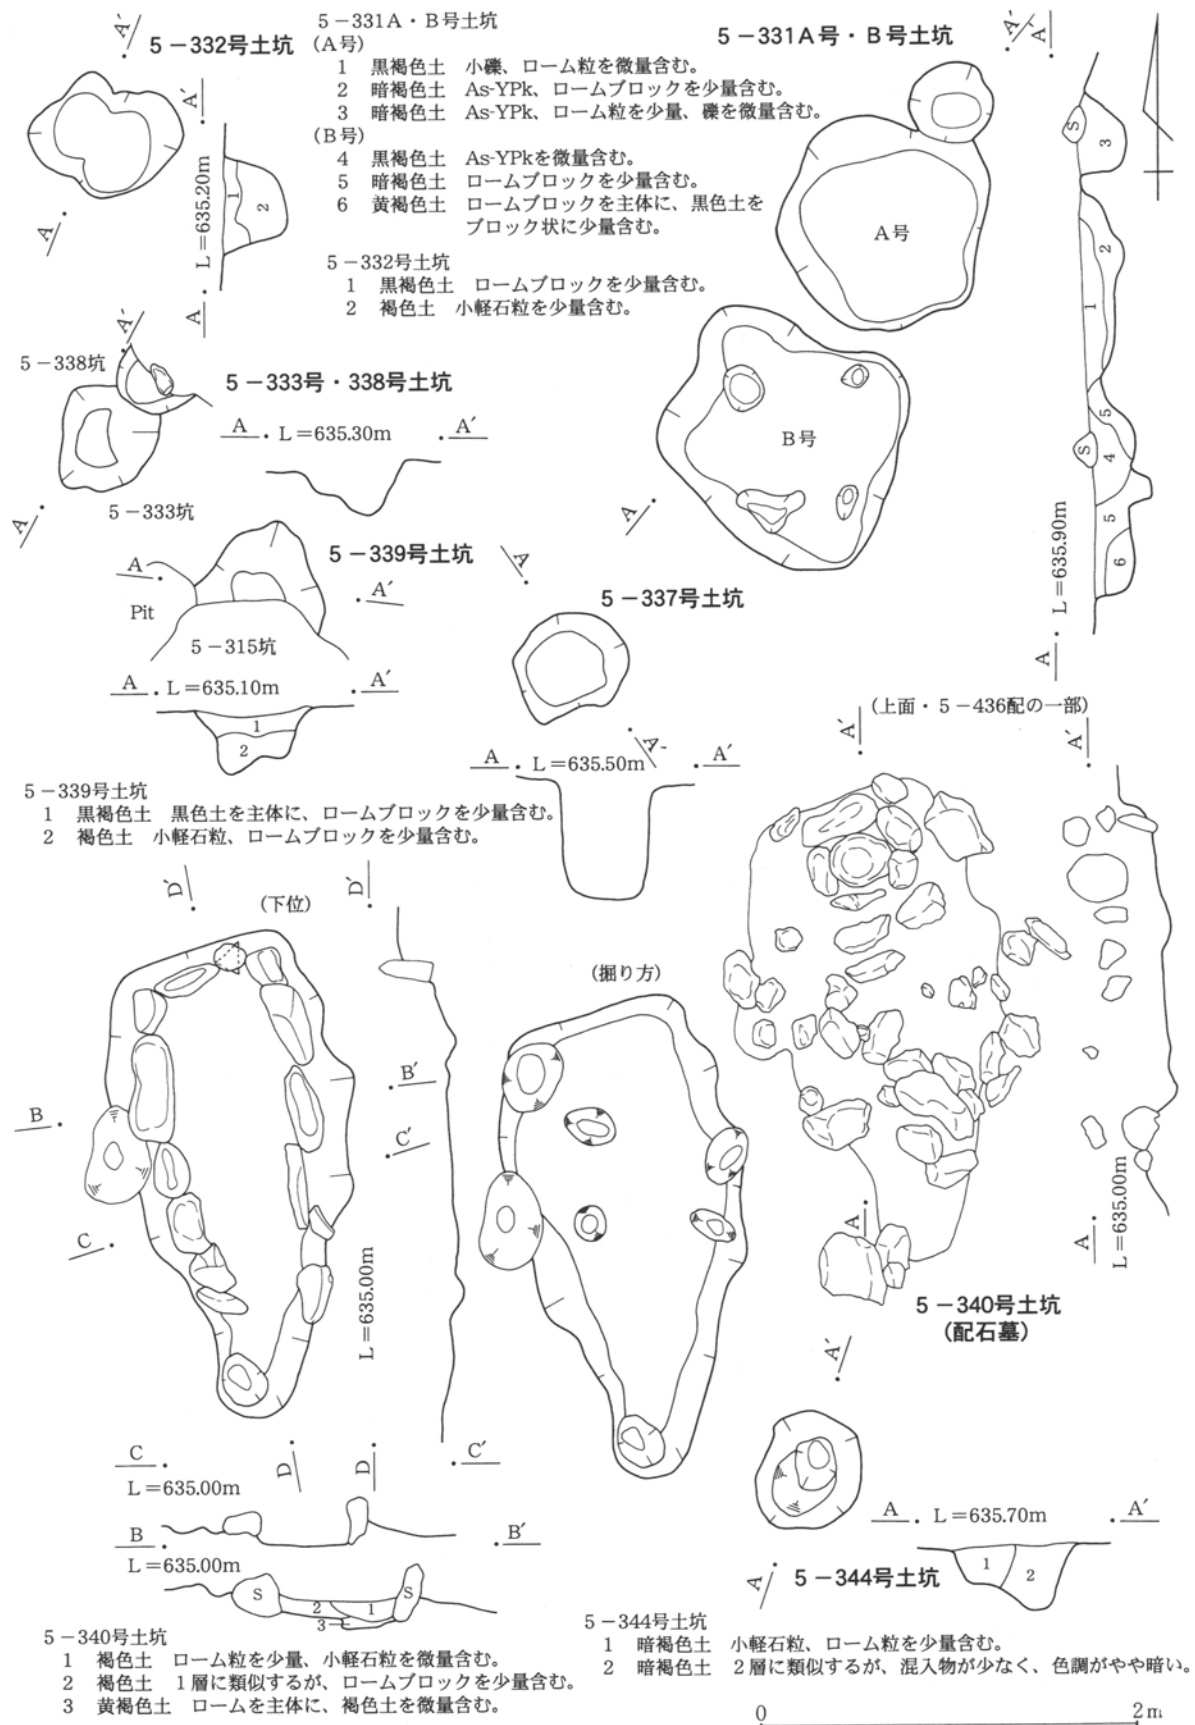 5-332号土坑
A′
A′
A
A
L=635.20m
1
2
5-331A・B号土坑
(A号)
1 黒褐色土 小礫、ローム粒を微量含む。
2 暗褐色土 As-YPk、ロームブロックを少量含む。
3 暗褐色土 As-YPk、ローム粒を少量、礫を微量含む。
(B号)
4 黒褐色土 As-YPkを微量含む。
5 暗褐色土 ロームブロックを少量含む。
6 黄褐色土 ロームブロックを主体に、黒色土を
ブロック状に少量含む。
5-332号土坑
1 黒褐色土 ロームブロックを少量含む。
2 褐色土 小軽石粒を少量含む。
5-331A号・B号土坑
A′
A′
A号
B号
A
A
L=635.90m
S
3
2
1
5
S
4
5
6
5-338坑
A′
5-333号・338号土坑
A L=635.30m A′
A
5-333坑
5-339号土坑
A
A′
Pit
5-315坑
A L=635.10m A′
1
2
5-339号土坑
1 黒褐色土 黒色土を主体に、ロームブロックを少量含む。
2 褐色土 小軽石粒、ロームブロックを少量含む。
A
5-337号土坑
A′
A L=635.50m A′
(上面・5-436配の一部)
A′
A′
A
A
L=635.00m
5-340号土坑
(配石墓)
D′
D′
(下位)
B
B′
C
C′
L=635.00m
D
D
(掘り方)
C C′
L=635.00m
B B′
L=635.00m
S
2
1
3
S
5-340号土坑
1 褐色土 ローム粒を少量、小軽石粒を微量含む。
2 褐色土 1層に類似するが、ロームブロックを少量含む。
3 黄褐色土 ロームを主体に、褐色土を微量含む。
A′
A
A L=635.70m A′
5-344号土坑
1
2
5-344号土坑
1 暗褐色土 小軽石粒、ローム粒を少量含む。
2 暗褐色土 2層に類似するが、混入物が少なく、色調がやや暗い。
0 2m